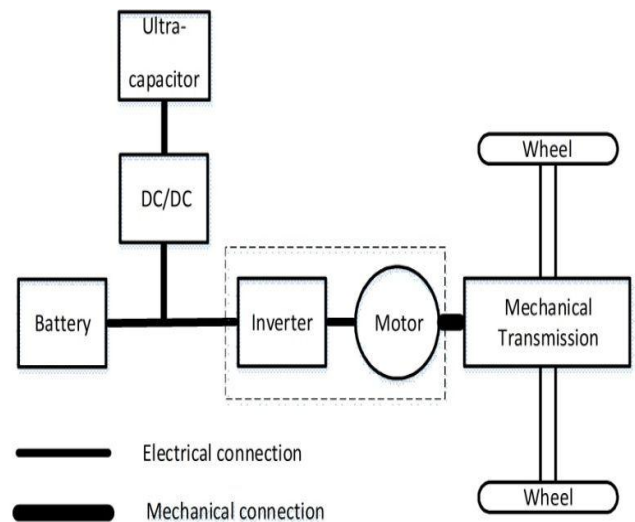 Ultra-
capacitor
DC/DC
Wheel
Battery
Inverter
Motor
Mechanical
Transmission
Wheel
Electrical connection
Mechanical connection